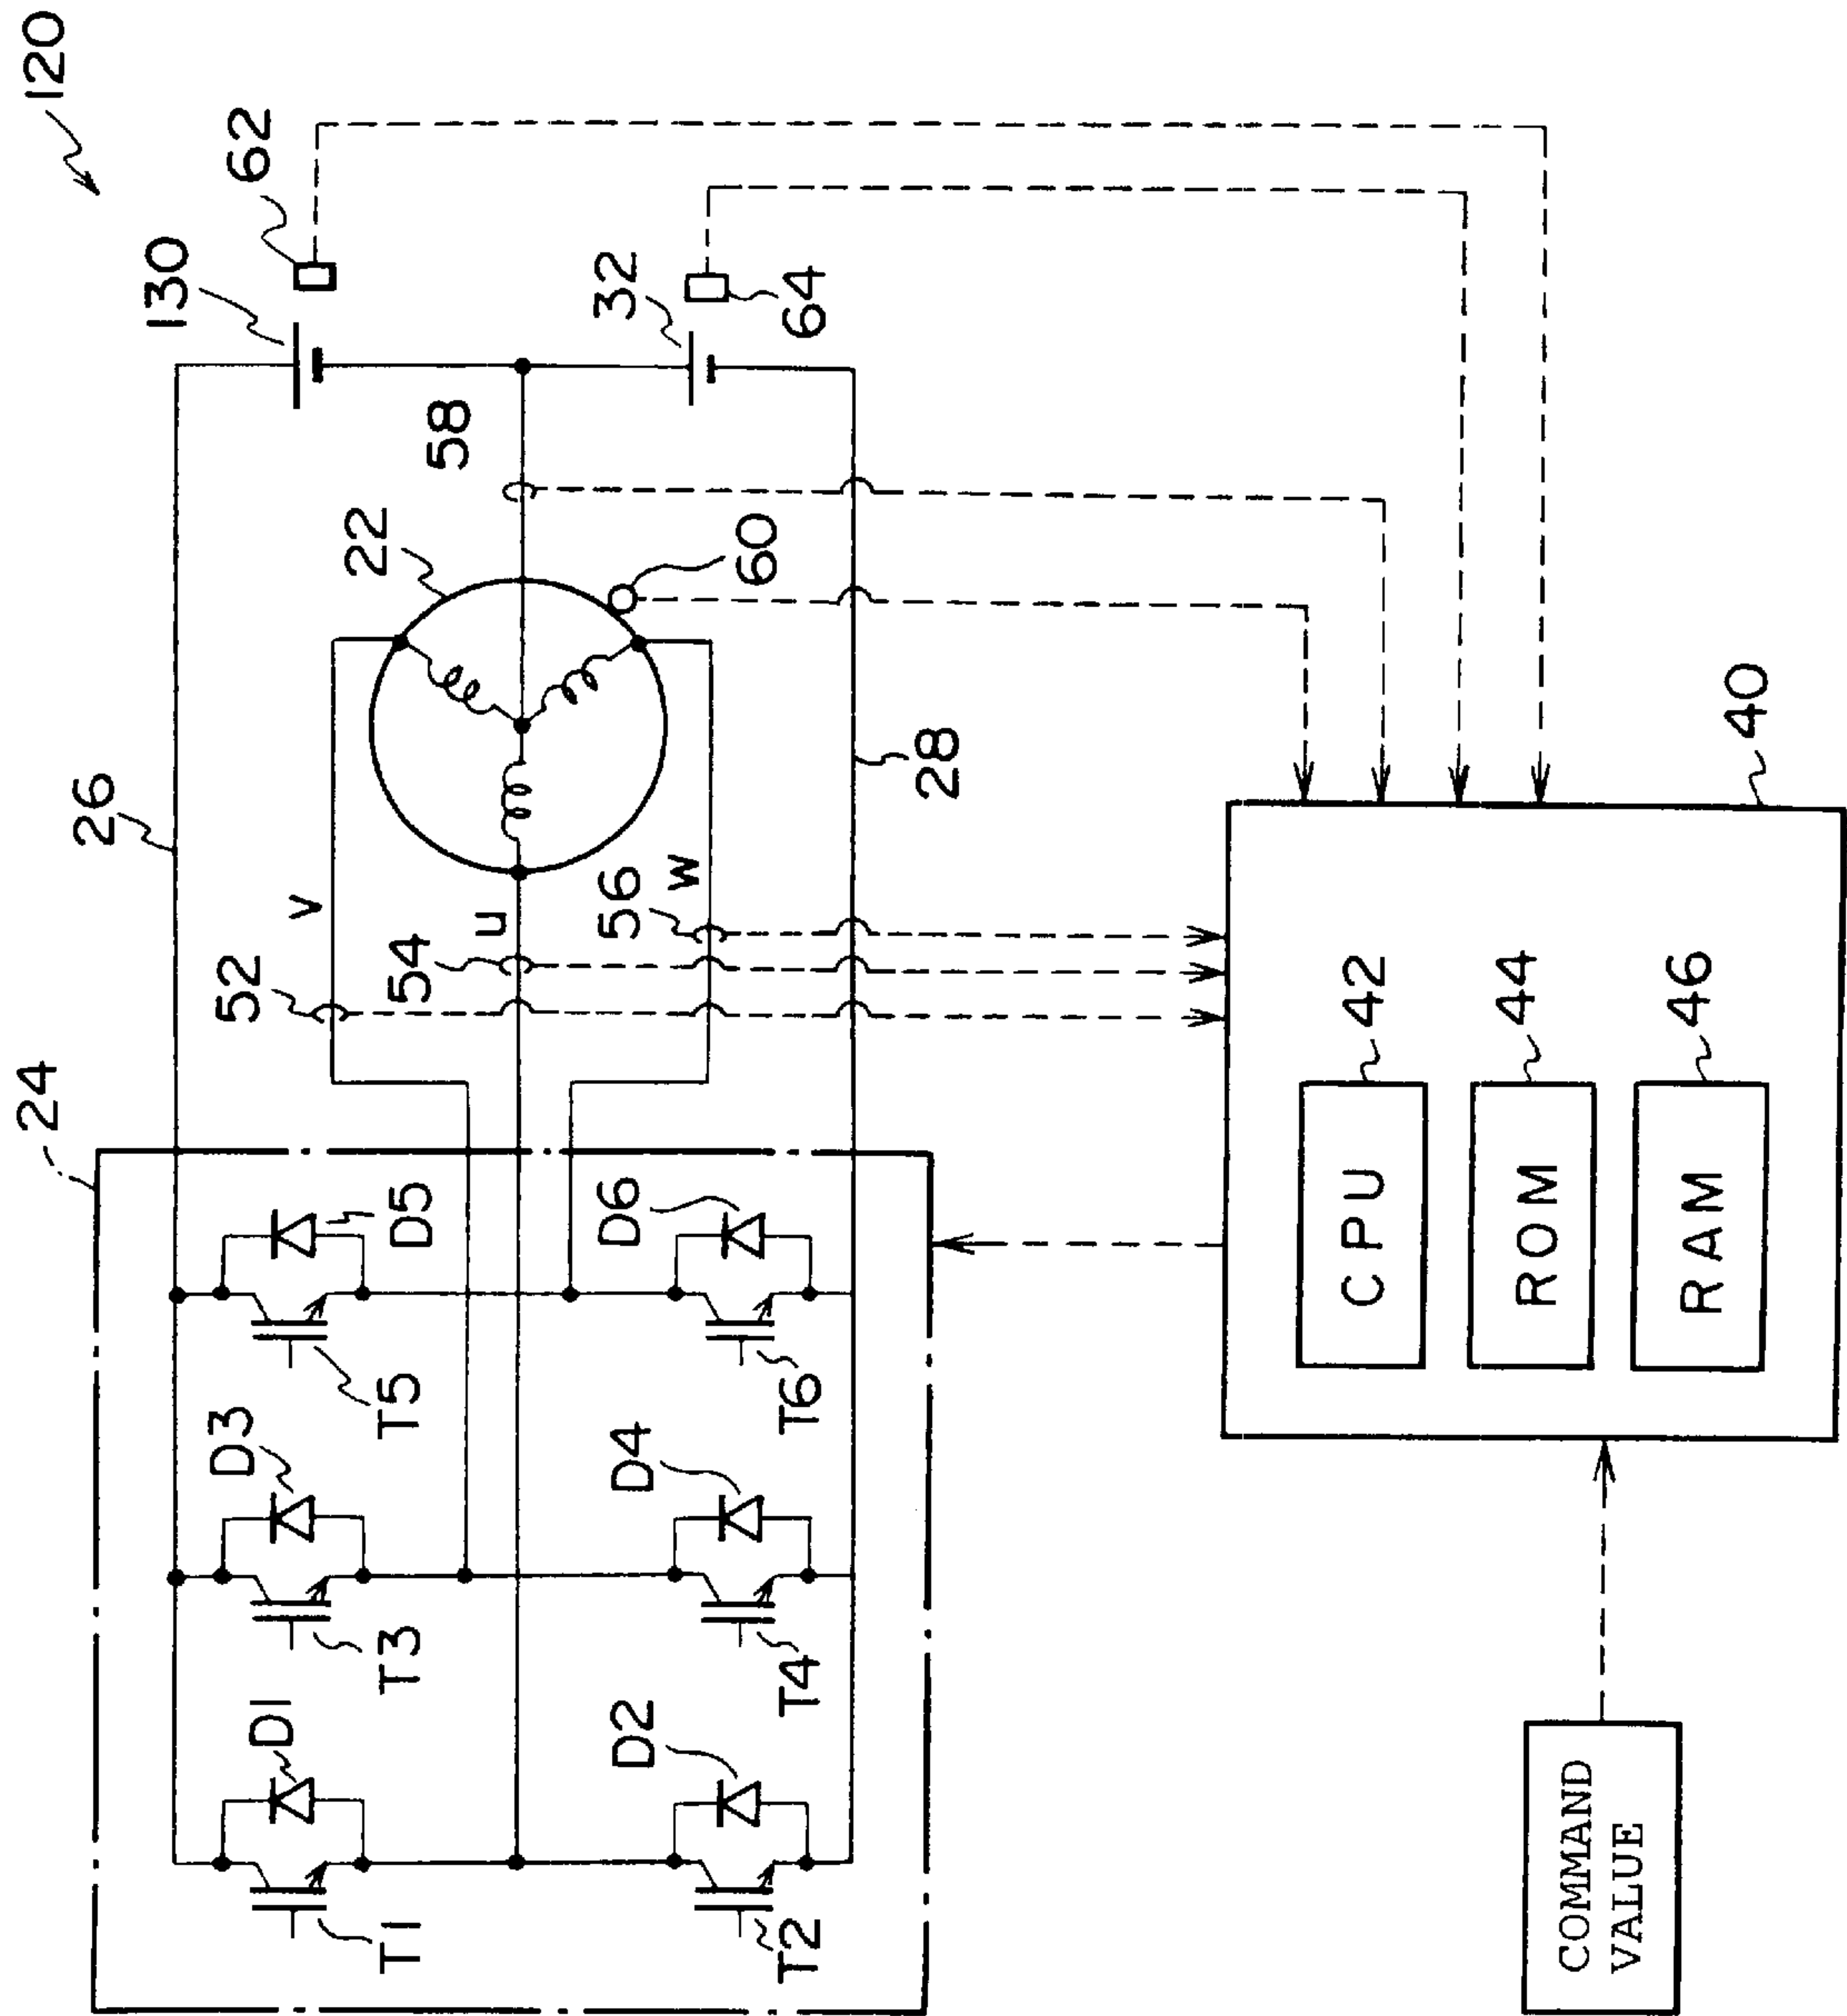 120
24
26
62
130
22
58
32
64
60
v
52
54
u
56
w
28
D1
D3
D5
T1
T3
T5
D2
D4
D6
T2
T4
T6
40
CPU
42
ROM
44
RAM
46
COMMAND
VALUE